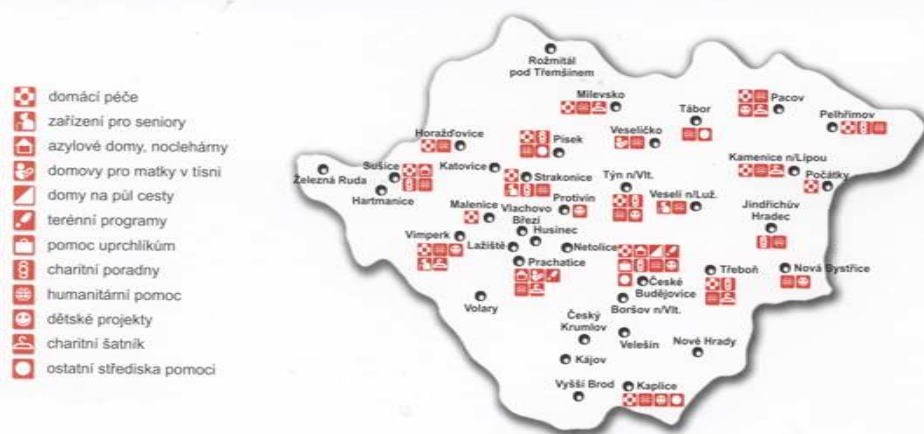 domácí péče
zařízení pro seniory
azylové domy, noclehárny
domovy pro matky v tísni
domy na půl cesty
terénní programy
pomoc uprchlíkům
charitní poradny
humanitární pomoc
dětské projekty
charitní šatník
ostatní střediska pomoci
Rožmitál
pod Třemšínem
Milevsko
Tábor
Pacov
Pelhřimov
Horažďovice
Písek
Veselíčko
Kamenice n/Lipou
Počátky
Železná Ruda
Sušice
Hartmanice
Katovice
Strakonice
Týn n/Vlt.
Veselí n/Luž.
Jindřichův
Hradec
Malenice
Vlachovo
Březí
Protivín
Vimperk
Husinec
Lažiště
Netolice
Prachatice
Třeboň
Nová Bystřice
České
Budějovice
Volary
Boršov n/Vlt.
Český
Krumlov
Velešín
Nové Hrady
Kájov
Vyšší Brod
Kaplice